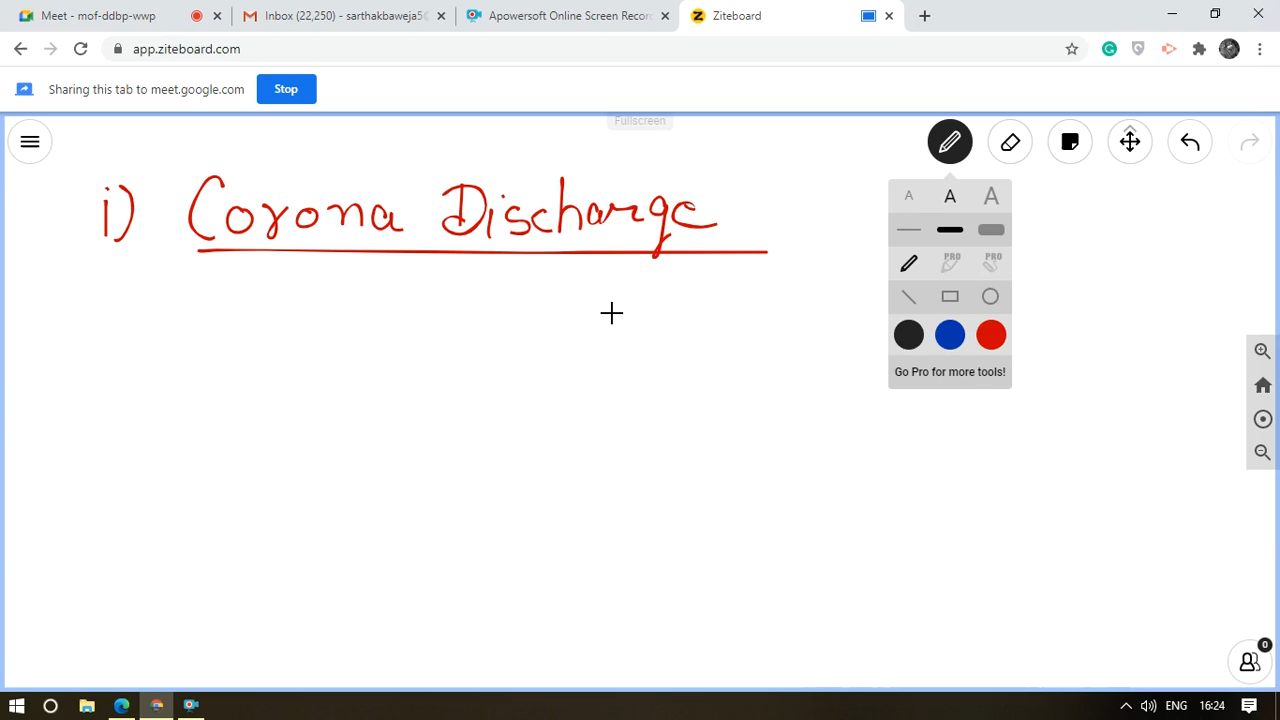 Meet - mof-ddbp-wwp
Inbox (22,250) - sarthakbaweja5
Apowersoft Online Screen Recor
Ziteboard
app.ziteboard.com
Sharing this tab to meet.google.com Stop
Fullscreen
i) Corona Discharge
A A A
PRO PRO
Go Pro for more tools!
0
ENG 16:24